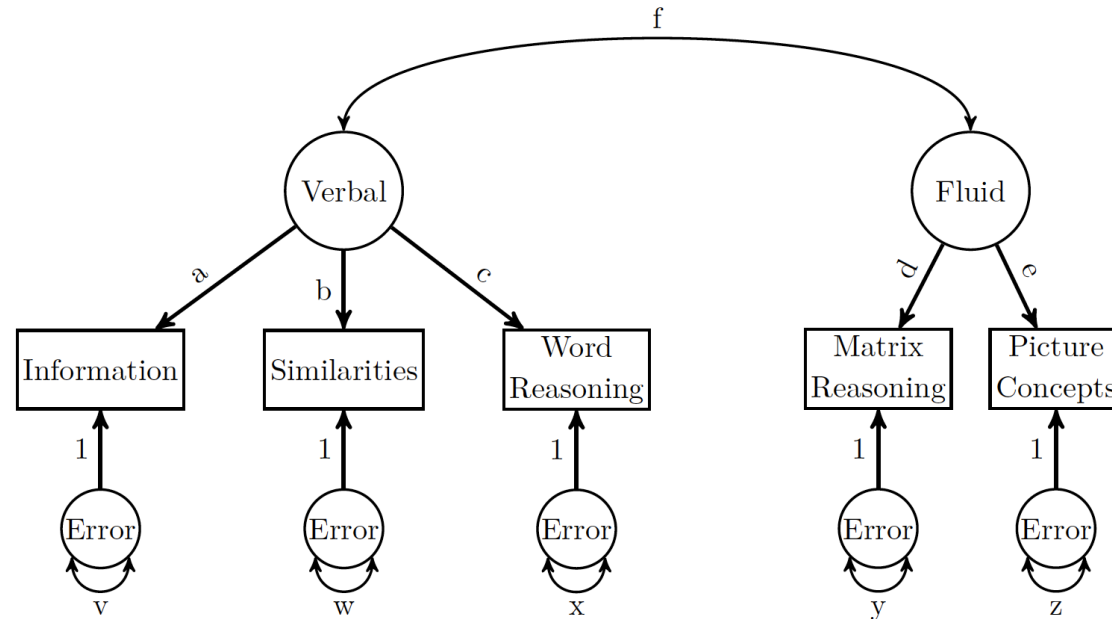 f
Verbal
Fluid
a
b
c
d
e
Information
Similarities
Word
Reasoning
Matrix
Reasoning
Picture
Concepts
1
1
1
1
1
Error
Error
Error
Error
Error
v
w
x
y
z